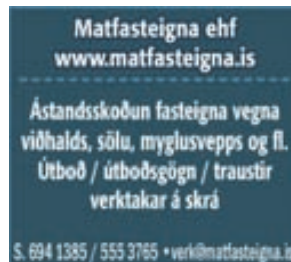 Matfasteigna ehf
www.matfasteigna.is
Ástandsskoðun fasteigna vegna
viðhalds, sölu, myglusvepps og fl.
Útboð / útboðsgögn / traustir
verktakar á skrá
S. 694 1385 / 555 3765 • verk@matfasteigna.is